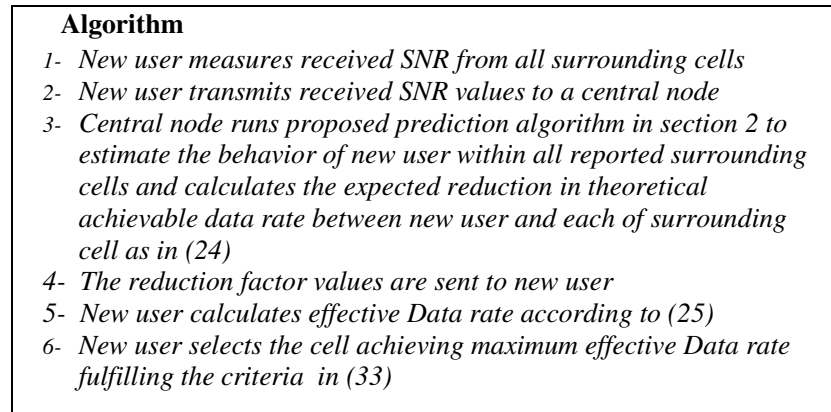 Algorithm
1- New user measures received SNR from all surrounding cells
2- New user transmits received SNR values to a central node
3- Central node runs proposed prediction algorithm in section 2 to
estimate the behavior of new user within all reported surrounding
cells and calculates the expected reduction in theoretical
achievable data rate between new user and each of surrounding
cell as in (24)
4- The reduction factor values are sent to new user
5- New user calculates effective Data rate according to (25)
6- New user selects the cell achieving maximum effective Data rate
fulfilling the criteria in (33)